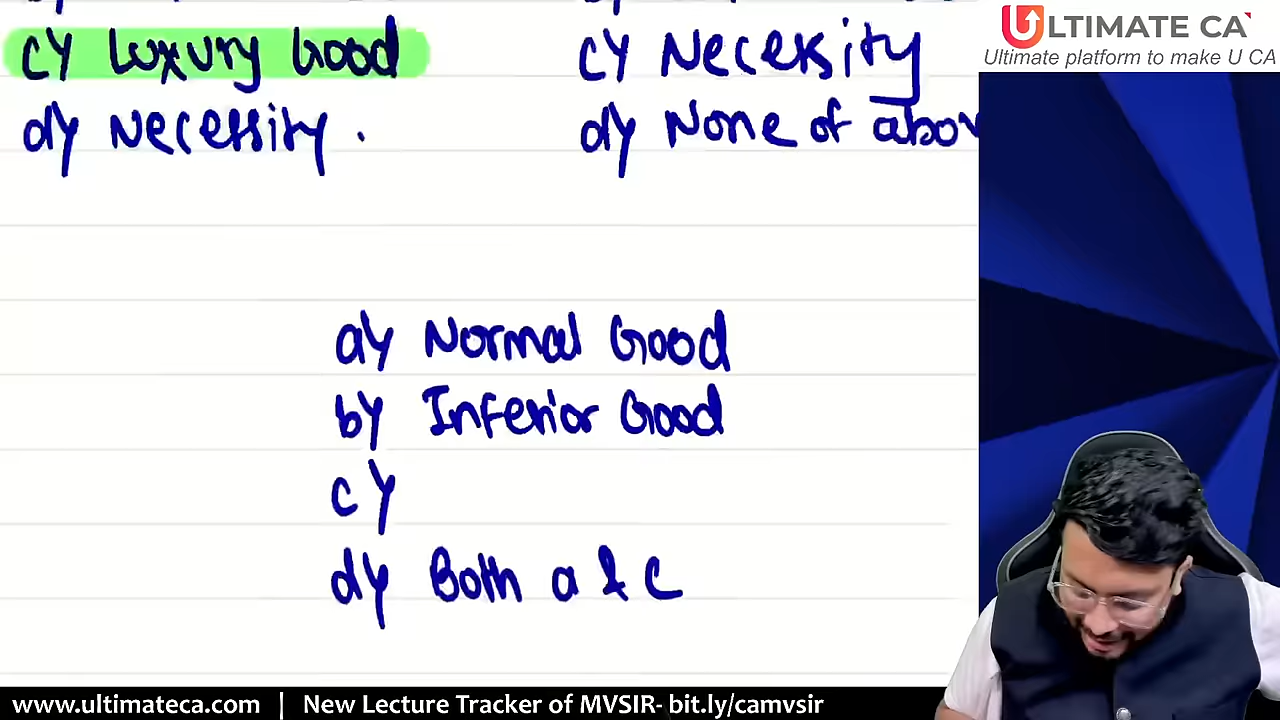 c) Luxury Good
d) Necessity.
c) Necessity
d) None of abov
a) Normal Good
b) Inferior Good
c)
d) Both a & c
ULTIMATE CA
Ultimate platform to make U CA
www.ultimateca.com | New Lecture Tracker of MVSIR- bit.ly/camvsir